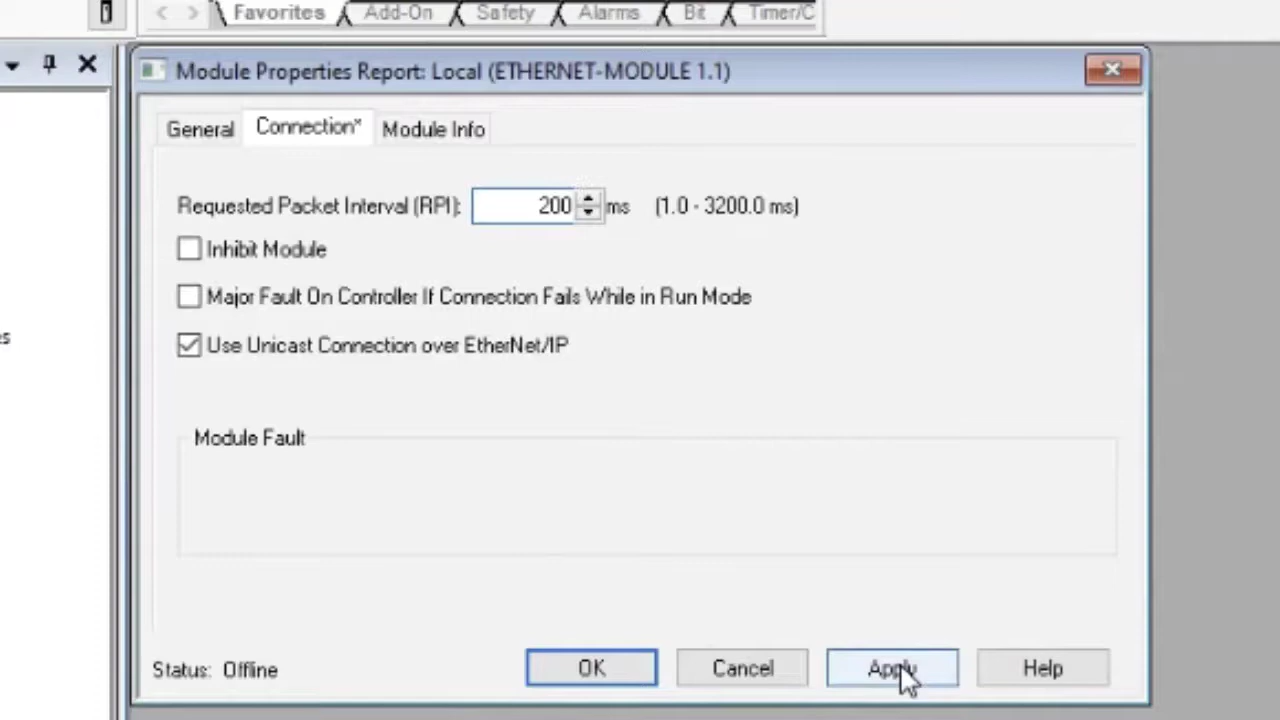 Favorites Add-On Safety Alarms Bit Timer/C
Module Properties Report: Local (ETHERNET-MODULE 1.1)
General Connection* Module Info
Requested Packet Interval (RPI): 200 ms (1.0 - 3200.0 ms)
Inhibit Module
Major Fault On Controller If Connection Fails While in Run Mode
es
Use Unicast Connection over EtherNet/IP
Module Fault
Status: Offline OK Cancel Apply Help